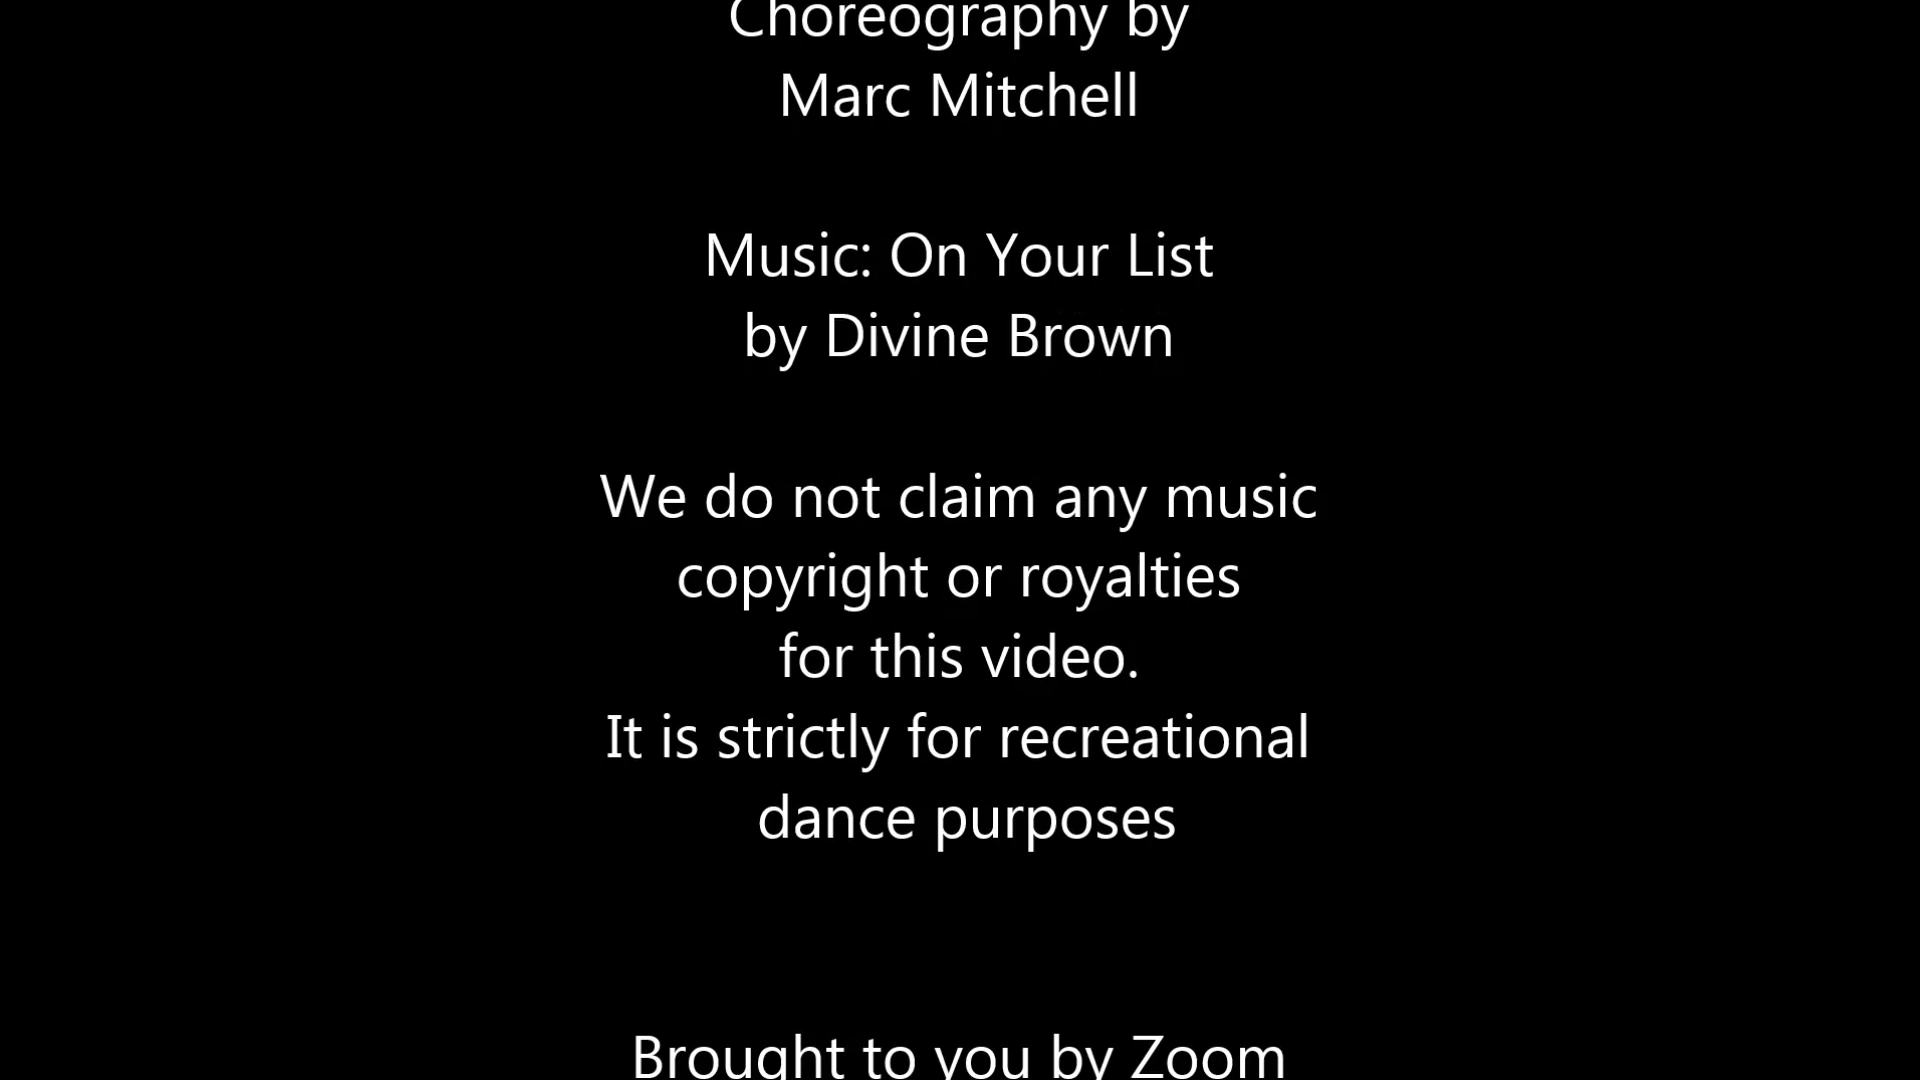 Choreography by
Marc Mitchell
Music: On Your List
by Divine Brown
We do not claim any music
copyright or royalties
for this video.
It is strictly for recreational
dance purposes
Brought to you by Zoom